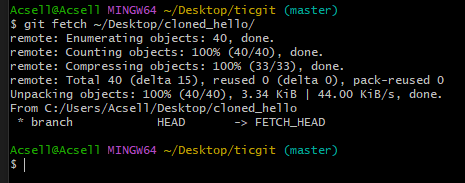 Acsell@Acsell MINGW64 ~/Desktop/ticgit (master)
$ git fetch ~/Desktop/cloned_hello/
remote: Enumerating objects: 40, done.
remote: Counting objects: 100% (40/40), done.
remote: Compressing objects: 100% (33/33), done.
remote: Total 40 (delta 15), reused 0 (delta 0), pack-reused 0
Unpacking objects: 100% (40/40), 3.34 KiB | 44.00 KiB/s, done.
From C:/Users/Acsell/Desktop/cloned_hello
 * branch            HEAD       -> FETCH_HEAD
Acsell@Acsell MINGW64 ~/Desktop/ticgit (master)
$